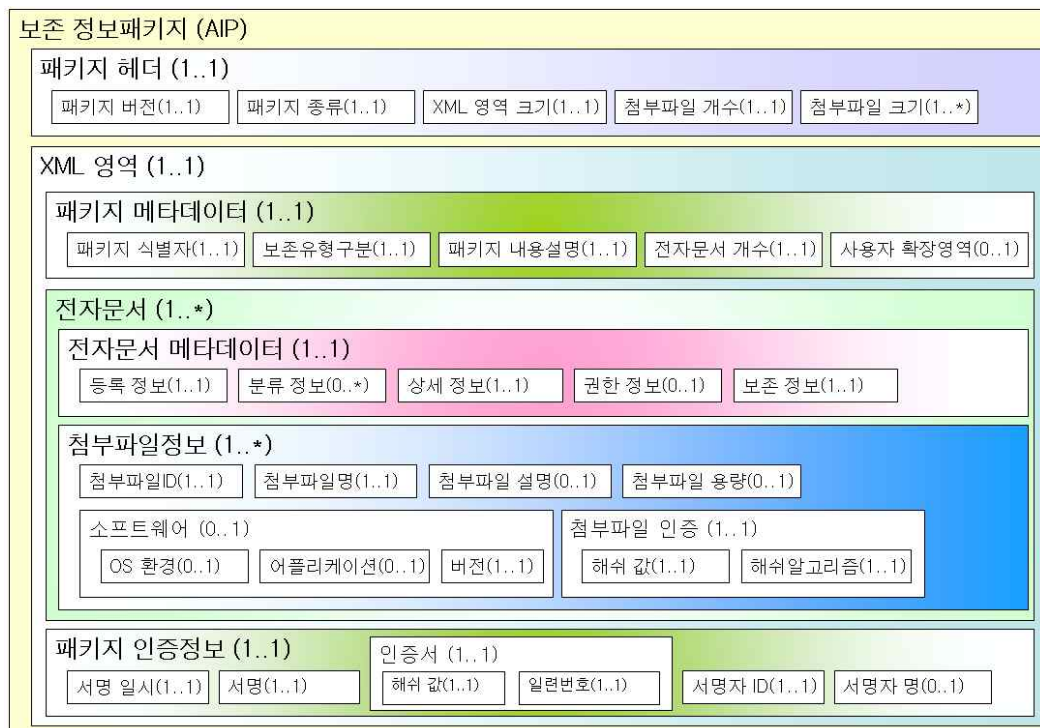 보존 정보패키지 (AIP)
패키지 헤더 (1..1)
패키지 버전(1..1) 패키지 종류(1..1) XML 영역 크기(1..1) 첨부파일 개수(1..1) 첨부파일 크기(1..*)
XML 영역 (1..1)
패키지 메타데이터 (1..1)
패키지 식별자(1..1) 보존유형구분(1..1) 패키지 내용설명(1..1) 전자문서 개수(1..1) 사용자 확장영역(0..1)
전자문서 (1..*)
전자문서 메타데이터 (1..1)
등록 정보(1..1) 분류 정보(0..*) 상세 정보(1..1) 권한 정보(0..1) 보존 정보(1..1)
첨부파일정보 (1..*)
첨부파일ID(1..1) 첨부파일명(1..1) 첨부파일 설명(0..1) 첨부파일 용량(0..1)
소프트웨어 (0..1) 첨부파일 인증 (1..1)
OS 환경(0..1) 어플리케이션(0..1) 버전(1..1) 해쉬 값(1..1) 해쉬알고리즘(1..1)
패키지 인증정보 (1..1) 인증서 (1..1)
서명 일시(1..1) 서명(1..1) 해쉬 값(1..1) 일련번호(1..1) 서명자 ID(1..1) 서명자 명(0..1)